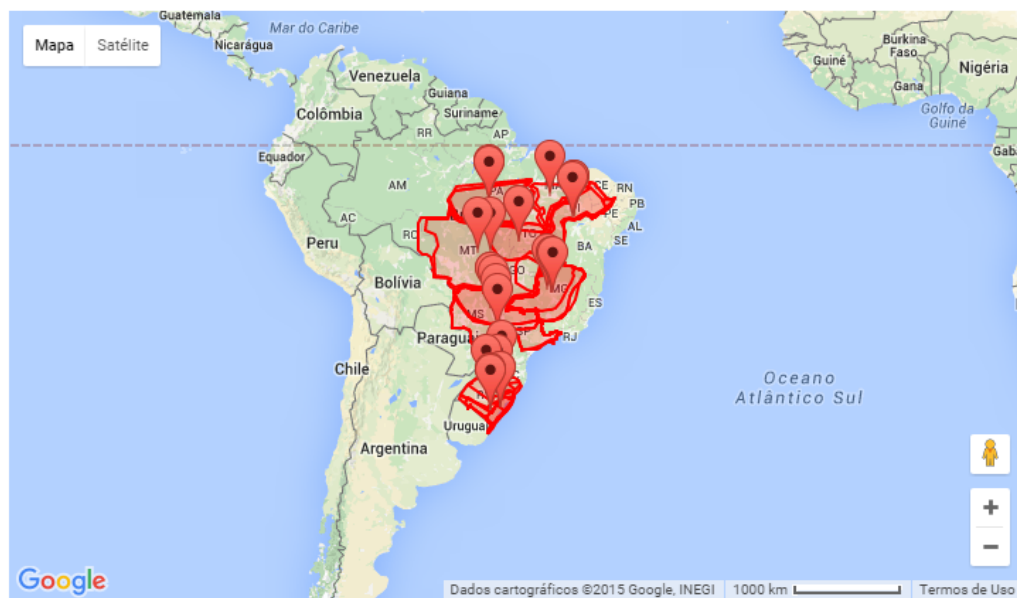 Guatemala
Mar do Caribe
Mapa
Satélite
Nicarágua
Venezuela
Guiana
Suriname
Colômbia
RR
AP
Equador
AM
PA
CE
RN
PB
PE
AL
SE
AC
Peru
RO
MT
TO
BA
GO
Bolívia
MG
ES
MS
SP
RJ
Chile
Urugua
Argentina
Burkina
Faso
Guiné
Nigéria
Gana
Golfo da
Guiné
Gab
Oceano
Atlântico Sul
+
−
Google
Dados cartográficos ©2015 Google, INEGI
1000 km
Termos de Uso